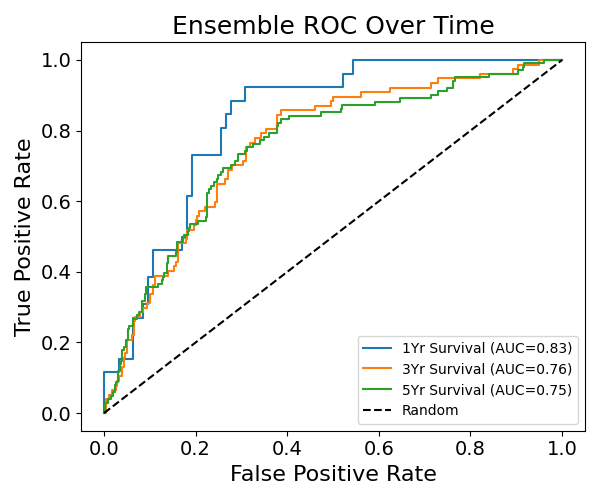 Ensemble ROC Over Time
True Positive Rate
1.0
0.8
0.6
0.4
0.2
0.0
1Yr Survival (AUC=0.83)
3Yr Survival (AUC=0.76)
5Yr Survival (AUC=0.75)
Random
0.0 0.2 0.4 0.6 0.8 1.0
False Positive Rate